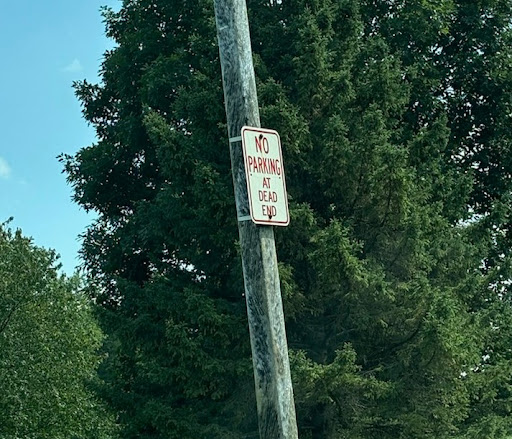 NO
PARKING
AT
DEAD
END